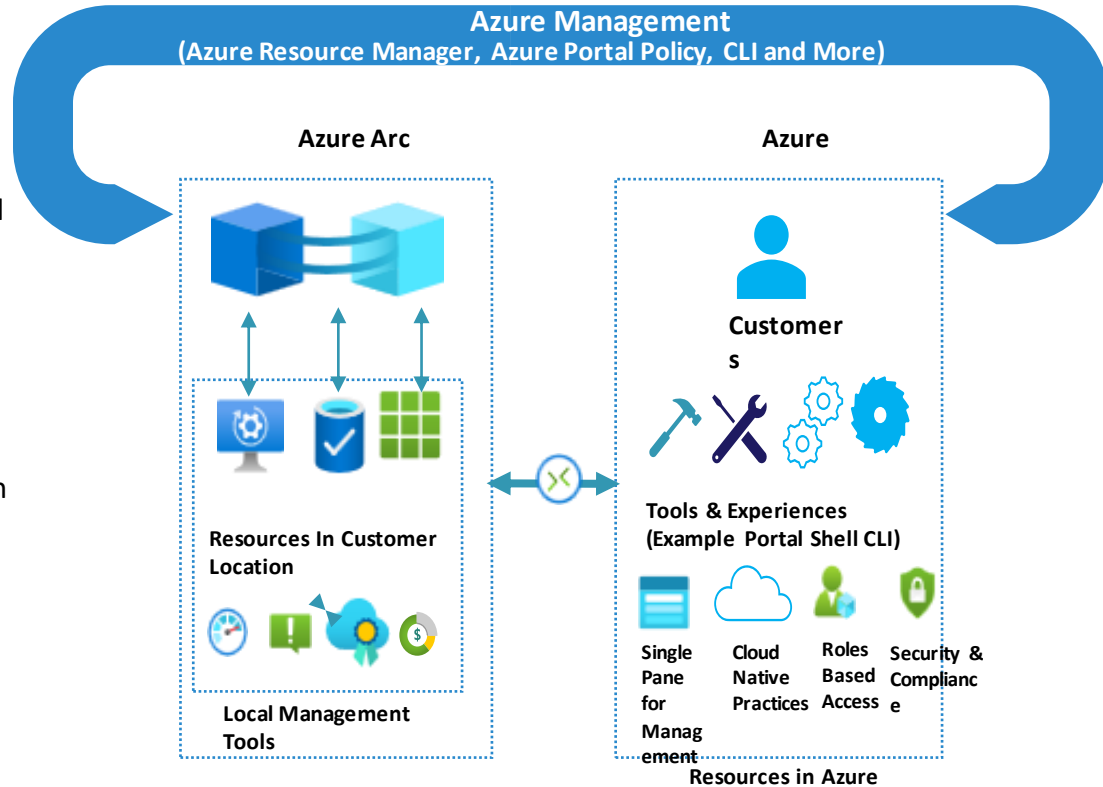 Azure Management
(Azure Resource Manager, Azure Portal Policy, CLI and More)
Azure Arc
Azure
Customer
s
Resources In Customer
Location
Local Management
Tools
Tools & Experiences
(Example Portal Shell CLI)
Single
Pane
for
Manag
ement
Cloud
Native
Practices
Roles
Based
Access
Security &
Complianc
e
Resources in Azure
$